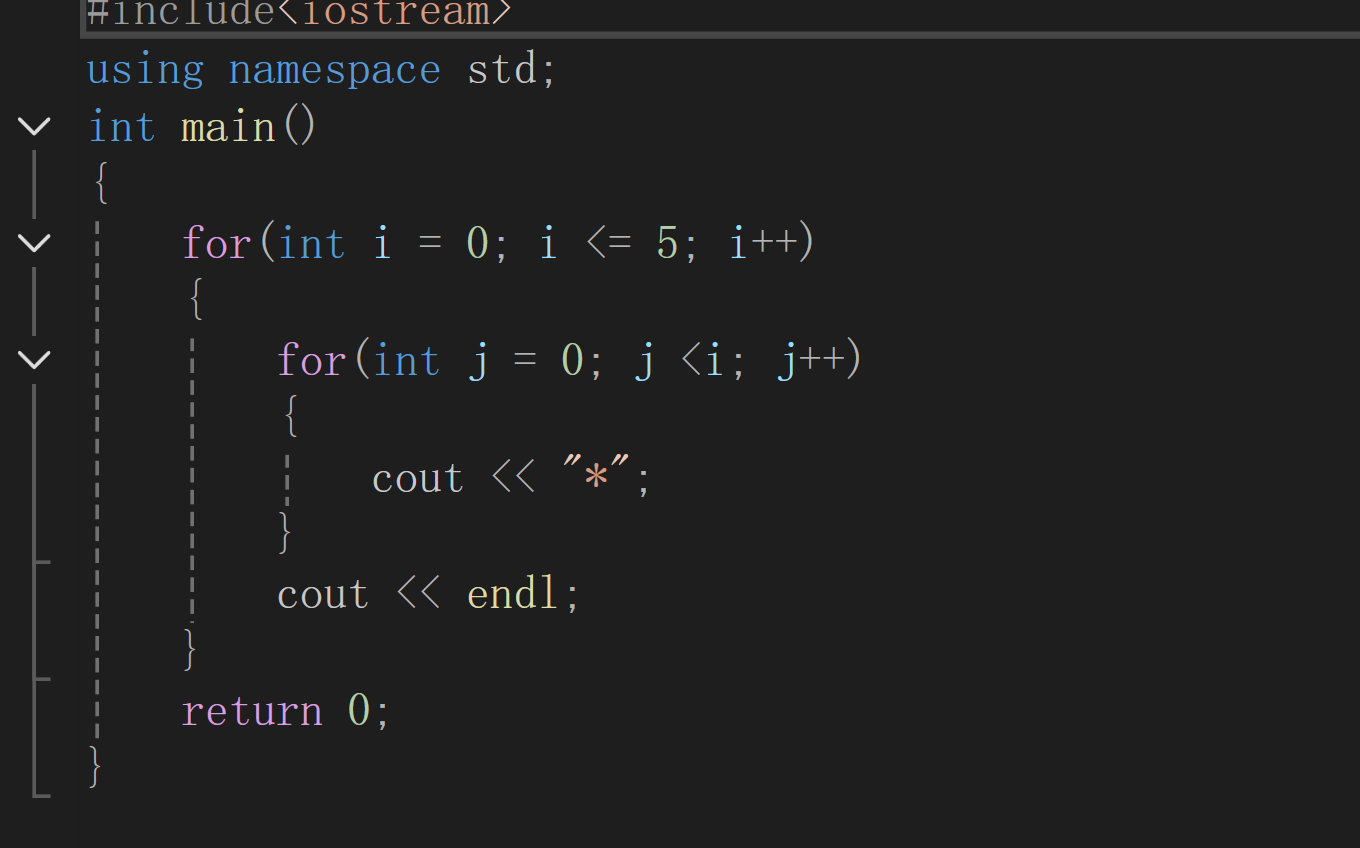 #include<iostream>
using namespace std;
int main()
{
    for(int i = 0; i <= 5; i++)
    {
        for(int j = 0; j <i; j++)
        {
            cout << "*";
        }
        cout << endl;
    }
    return 0;
}